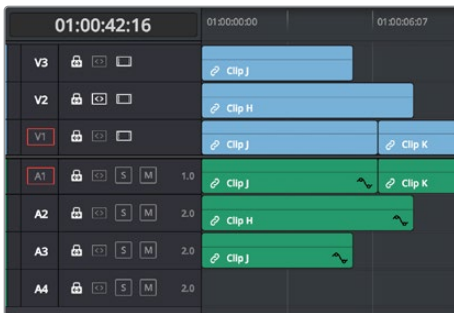 01:00:42:16 01:00:00:00 01:00:06:07
V3 Clip J
V2 Clip H
V1 Clip J Clip K
A1 S M 1.0 Clip J Clip K
A2 S M 2.0 Clip H
A3 S M 2.0 Clip J
A4 S M 2.0